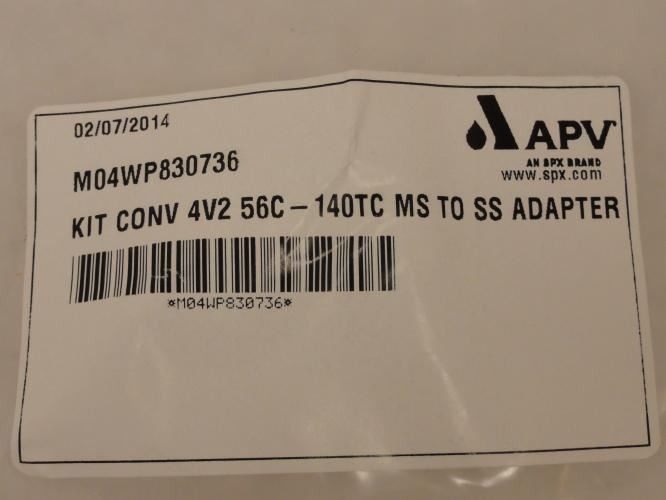 02/07/2014
APV
AN SPX BRAND
www.spx.com
M04WP830736
KIT CONV 4V2 56C - 140TC MS TO SS ADAPTER
*M04WP830736*